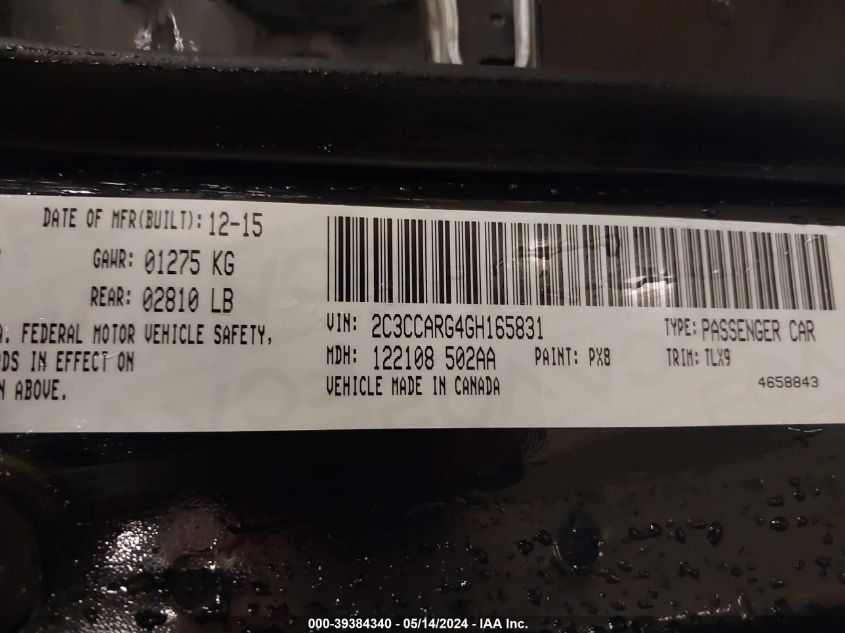 DATE OF MFR(BUILT): 12-15
GAWR: 01275 KG
REAR: 02810 LB
A. FEDERAL MOTOR VEHICLE SAFETY,
RDS IN EFFECT ON
N ABOVE.
VIN: 2C3CCARG4GH165831
TYPE: PASSENGER CAR
MDH: 122108 502AA
PAINT: PX8
TRIM: TLX9
VEHICLE MADE IN CANADA
4658843
000-39384340 - 05/14/2024 - IAA Inc.